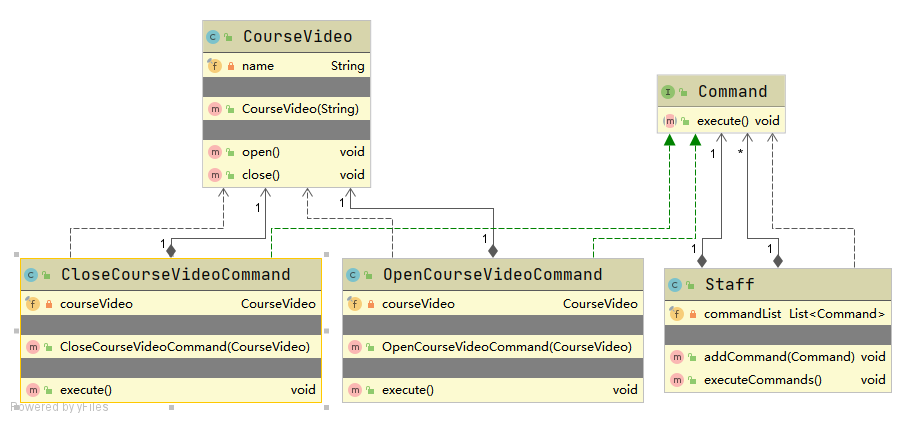 CourseVideo
name String
CourseVideo(String)
open() void
close() void
Command
execute() void
1 1 1 *
1 1 1 1
CloseCourseVideoCommand
courseVideo CourseVideo
CloseCourseVideoCommand(CourseVideo)
execute() void
OpenCourseVideoCommand
courseVideo CourseVideo
OpenCourseVideoCommand(CourseVideo)
execute() void
Staff
commandList List<Command>
addCommand(Command) void
executeCommands() void
Powered by yFiles